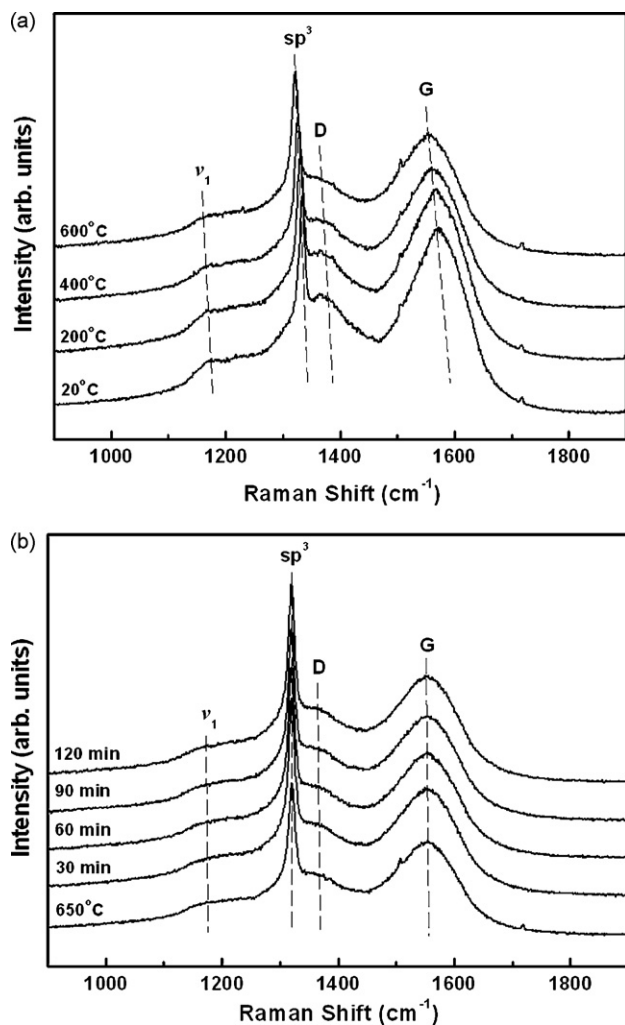 (a)
sp³
D
G
ν₁
600°C
400°C
200°C
20°C
Intensity (arb. units)
1000 1200 1400 1600 1800
Raman Shift (cm⁻¹)
(b)
sp³
D
G
ν₁
120 min
90 min
60 min
30 min
650°C
Intensity (arb. units)
1000 1200 1400 1600 1800
Raman Shift (cm⁻¹)